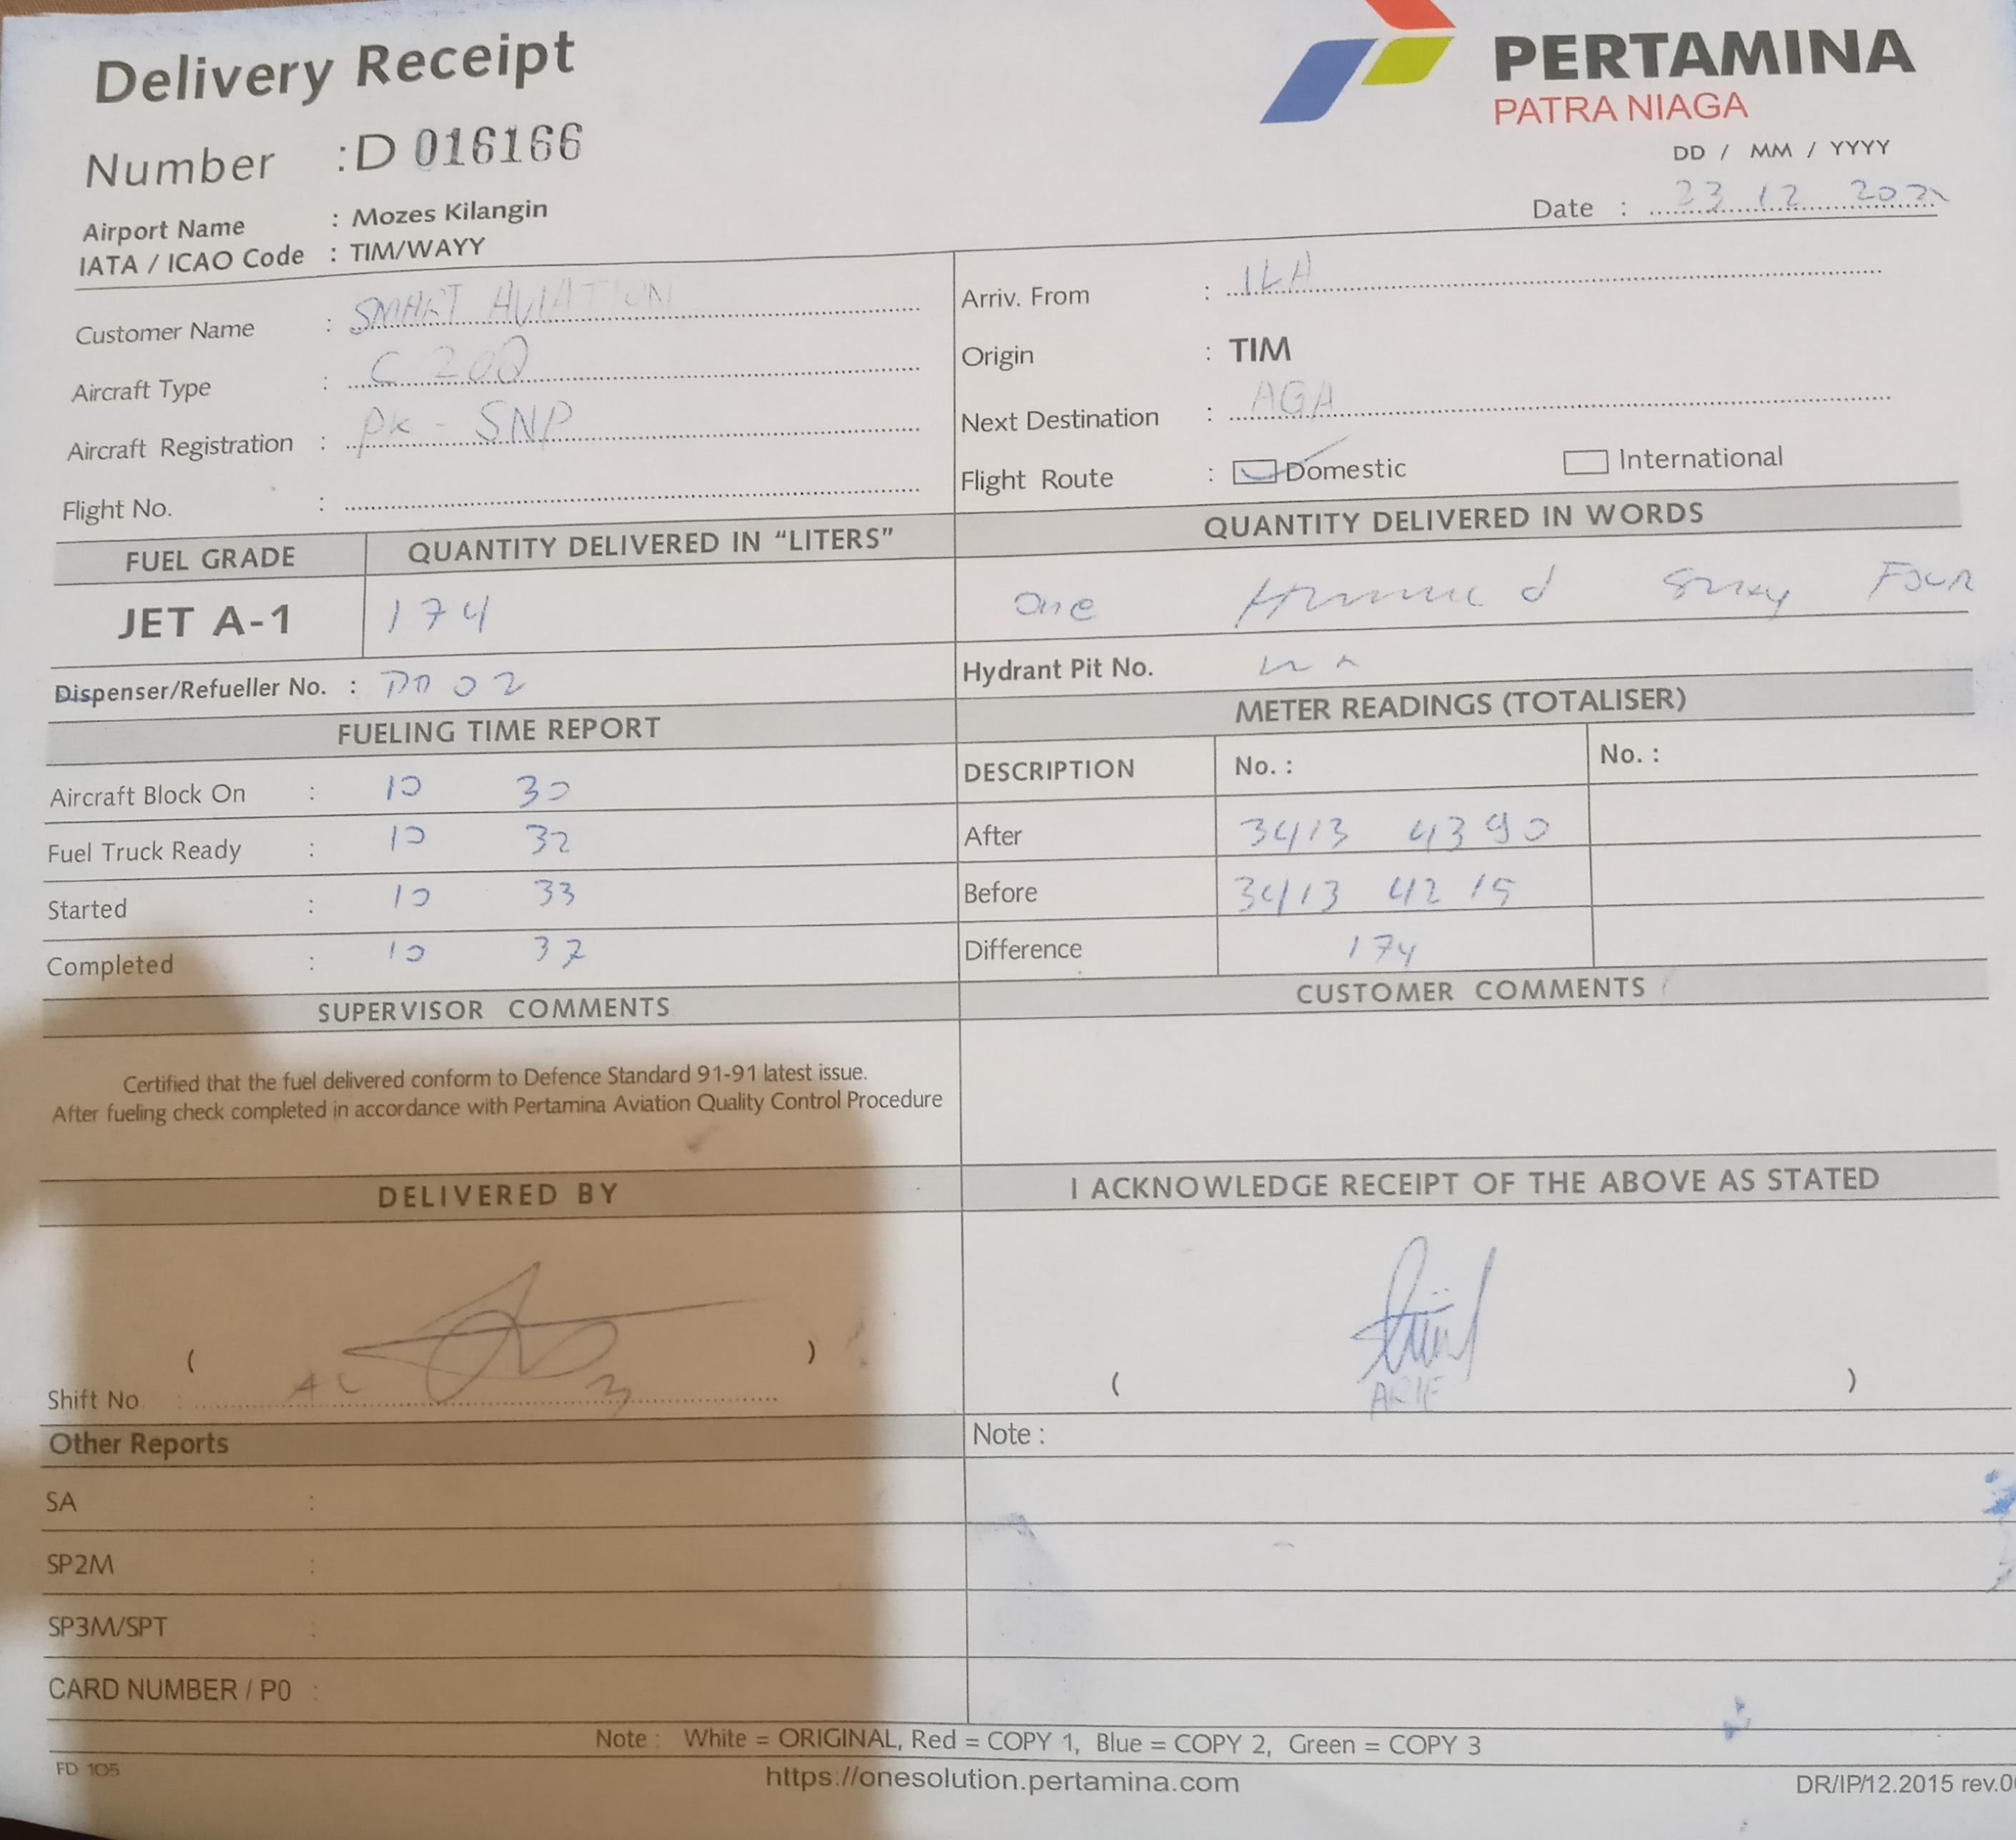 Delivery Receipt
PERTAMINA
PATRA NIAGA
Number : D 016166
DD / MM / YYYY
Date : 23 12
Airport Name : Mozes Kilangin
IATA / ICAO Code : TIM/WAYY
Customer Name : SMART AVIATION
Arriv. From : ILA
Aircraft Type : C 208
Origin : TIM
Aircraft Registration : PK - SNP
Next Destination : AGA
Flight No. :
Flight Route : Domestic International
FUEL GRADE QUANTITY DELIVERED IN “LITERS” QUANTITY DELIVERED IN WORDS
JET A-1 174 One Four
Dispenser/Refueller No. : 02 Hydrant Pit No.
FUELING TIME REPORT METER READINGS (TOTALISER)
DESCRIPTION No. : No. :
Aircraft Block On : 10 30
After 3413 4390
Fuel Truck Ready : 10 32
Before 3413 4215
Started : 10 33
Difference 174
Completed : 10 37
SUPERVISOR COMMENTS CUSTOMER COMMENTS
Certified that the fuel delivered conform to Defence Standard 91-91 latest issue.
After fueling check completed in accordance with Pertamina Aviation Quality Control Procedure
DELIVERED BY I ACKNOWLEDGE RECEIPT OF THE ABOVE AS STATED
( ) ( )
Shift No :
Other Reports Note :
SA :
SP2M :
SP3M/SPT :
CARD NUMBER / P0 :
Note : White = ORIGINAL, Red = COPY 1, Blue = COPY 2, Green = COPY 3
FD 105
https://onesolution.pertamina.com
DR/IP/12.2015 rev.0